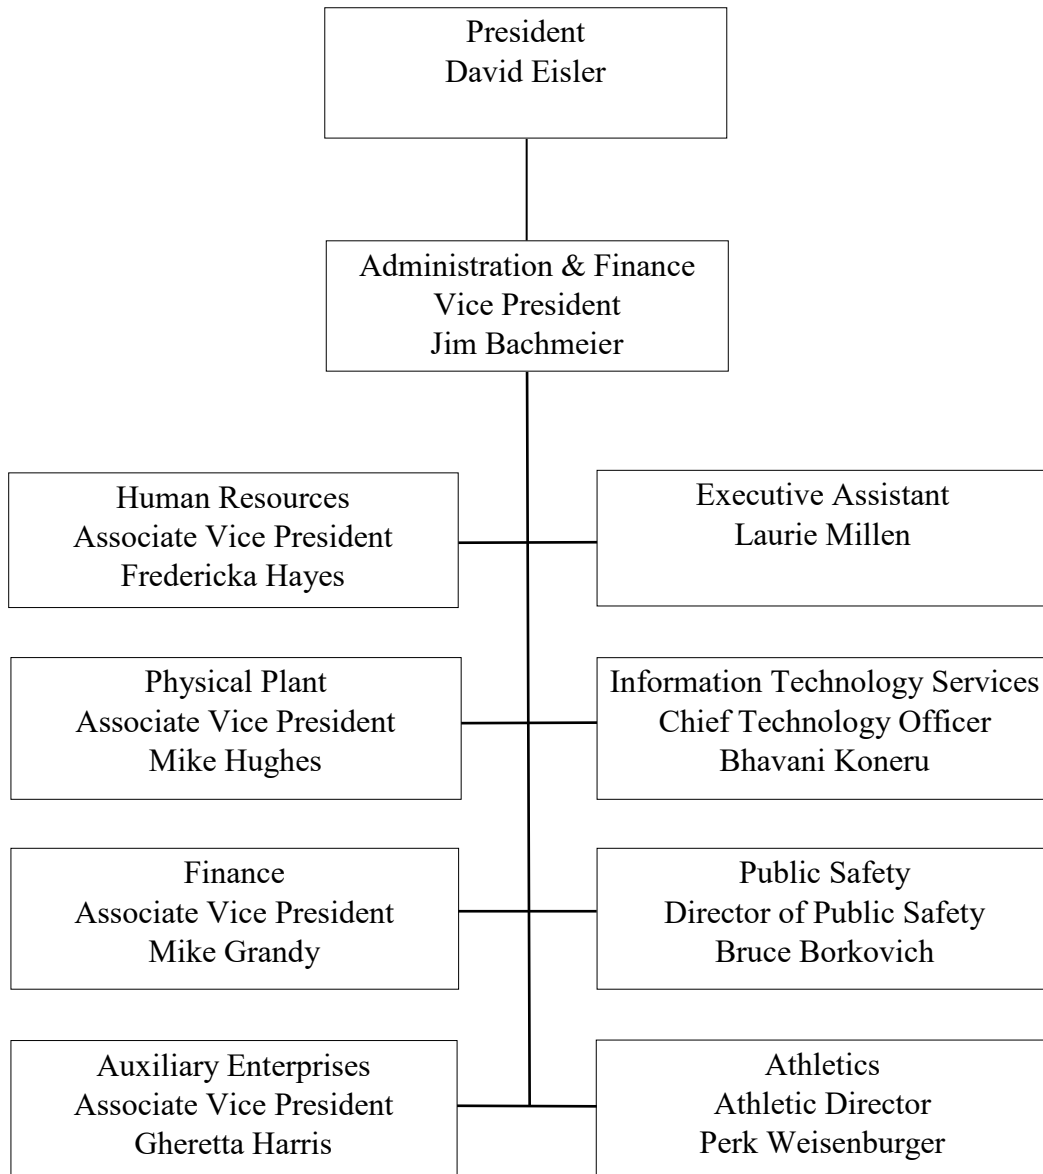 President
David Eisler
Administration & Finance
Vice President
Jim Bachmeier
Human Resources
Associate Vice President
Fredericka Hayes
Executive Assistant
Laurie Millen
Physical Plant
Associate Vice President
Mike Hughes
Information Technology Services
Chief Technology Officer
Bhavani Koneru
Finance
Associate Vice President
Mike Grandy
Public Safety
Director of Public Safety
Bruce Borkovich
Auxiliary Enterprises
Associate Vice President
Gheretta Harris
Athletics
Athletic Director
Perk Weisenburger